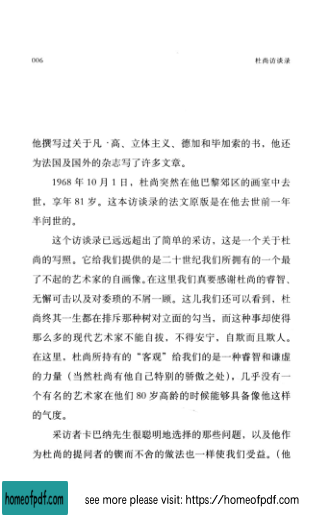 006
杜尚访谈录
他撰写过关于凡·高、立体主义、德加和毕加索的书，他还
为法国及国外的杂志写了许多文章。
1968 年 10 月 1 日，杜尚突然在他巴黎郊区的画室中去
世，享年 81 岁。这本访谈录的法文原版是在他去世前一年
半问世的。
这个访谈录已远远超出了简单的采访，这是一个关于杜
尚的写照。它给我们提供的是二十世纪我们所拥有的一个最
了不起的艺术家的自画像。在这里我们真要感谢杜尚的睿智、
无懈可击以及对委琐的不屑一顾。这儿我们还可以看到，杜
尚终其一生都在排斥那种树对立面的勾当，而这种事却使得
那么多的现代艺术家不能自拔，不得安宁，自欺而且欺人。
在这里，杜尚所持有的“客观”给我们的是一种睿智和谦虚
的力量（当然杜尚有他自己特别的骄傲之处），几乎没有一
个有名的艺术家在他们 80 岁高龄的时候能够具备像他这样
的气度。
采访者卡巴纳先生很聪明地选择的那些问题，以及他作
为杜尚的提问者的锲而不舍的做法也一样使我们受益。（他
homeofpdf.com
see more please visit: https://homeofpdf.com